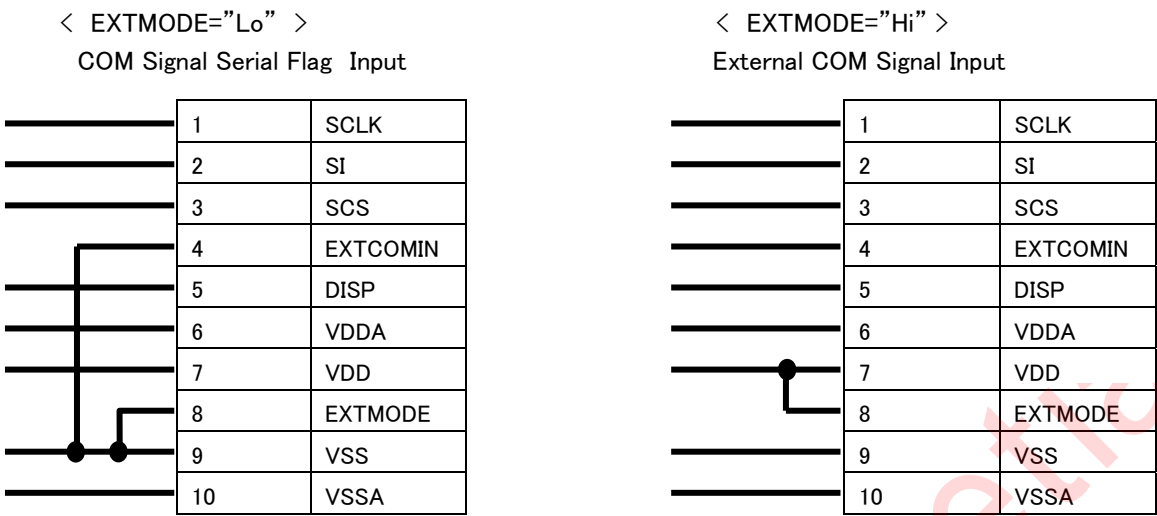 < EXTMODE="Lo" >
COM Signal Serial Flag Input
1 SCLK
2 SI
3 SCS
4 EXTCOMIN
5 DISP
6 VDDA
7 VDD
8 EXTMODE
9 VSS
10 VSSA
< EXTMODE="Hi" >
External COM Signal Input
1 SCLK
2 SI
3 SCS
4 EXTCOMIN
5 DISP
6 VDDA
7 VDD
8 EXTMODE
9 VSS
10 VSSA